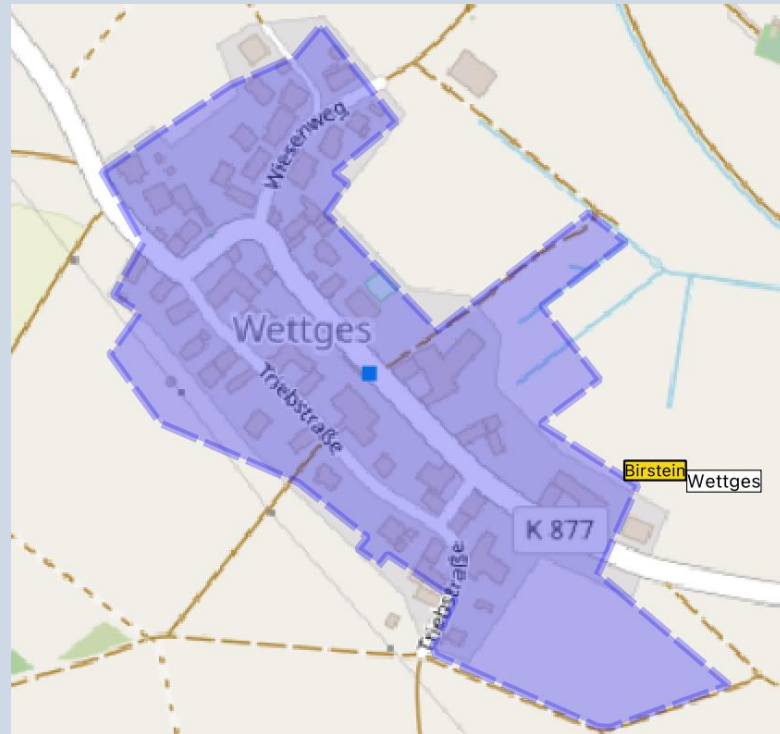 Wiesenweg
Wettges
Triebstraße
Birstein
Wettges
K 877
Triebstraße